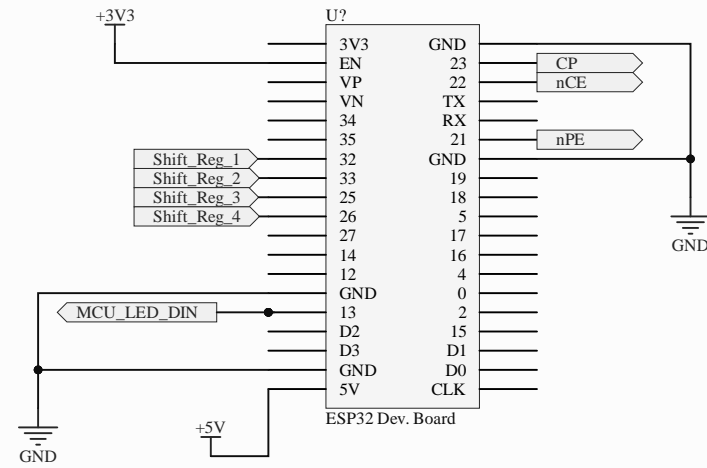 +3V3
U?
3V3 GND
EN 23 CP
VP 22 nCE
VN TX
34 RX
35 21 nPE
Shift_Reg_1 32 GND
Shift_Reg_2 33 19
Shift_Reg_3 25 18
Shift_Reg_4 26 5
27 17
GND
14 16
12 4
GND 0
MCU_LED_DIN 13 2
D2 15
D3 D1
GND D0
5V CLK
ESP32 Dev. Board
+5V
GND